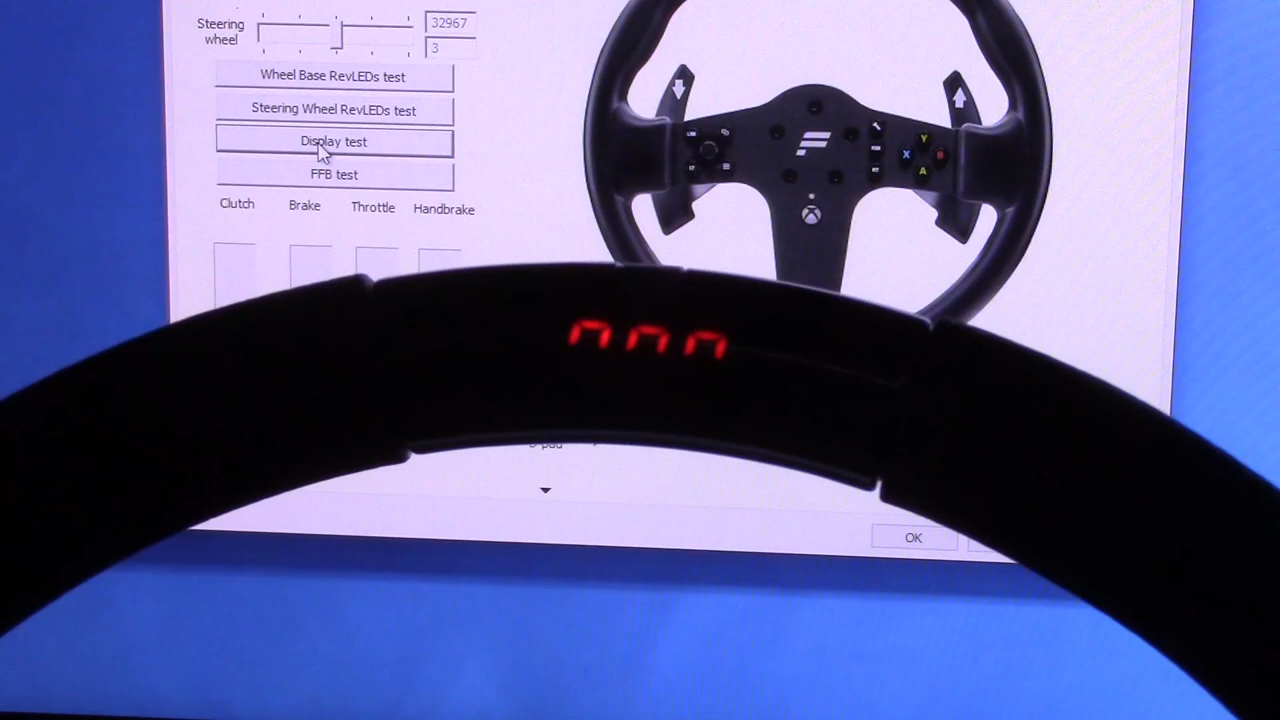 Steering
wheel
32967
3
Wheel Base RevLEDs test
Steering Wheel RevLEDs test
Display test
FFB test
Clutch Brake Throttle Handbrake
Y
X B
A
OK